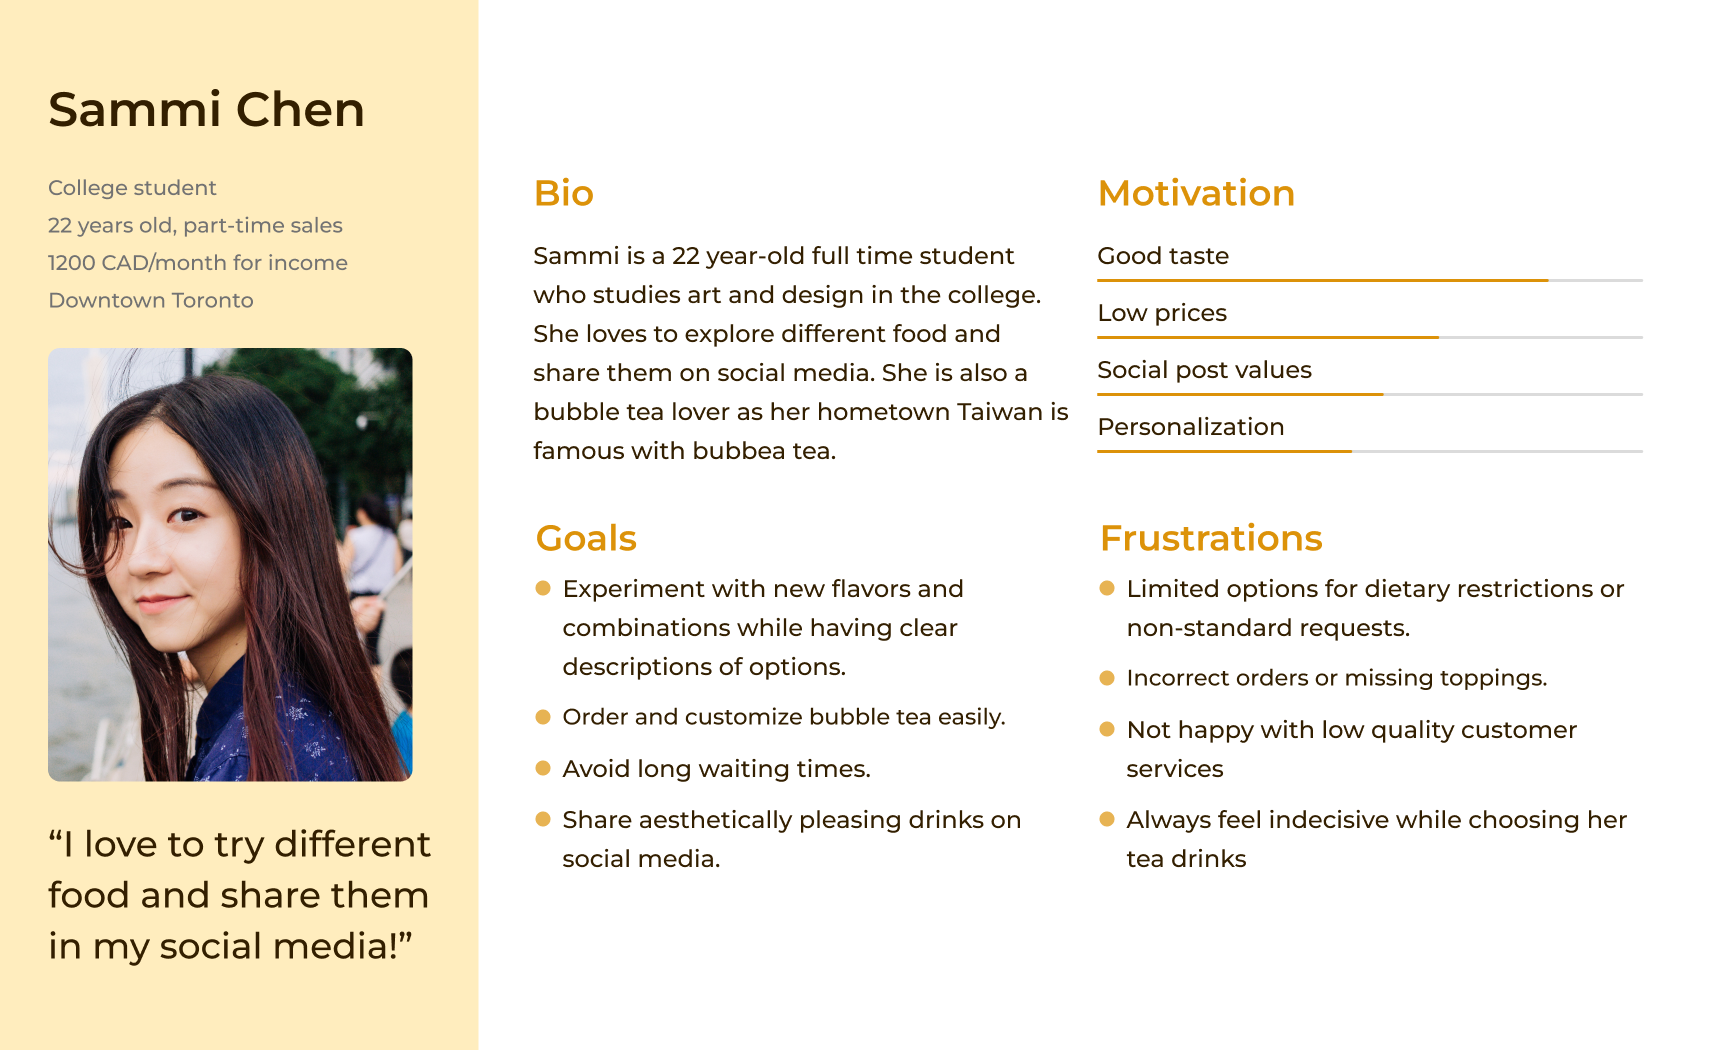 Sammi Chen
College student
22 years old, part-time sales
1200 CAD/month for income
Downtown Toronto
“I love to try different
food and share them
in my social media!”
Bio
Sammi is a 22 year-old full time student
who studies art and design in the college.
She loves to explore different food and
share them on social media. She is also a
bubble tea lover as her hometown Taiwan is
famous with bubbea tea.
Motivation
Good taste
Low prices
Social post values
Personalization
Goals
Experiment with new flavors and
combinations while having clear
descriptions of options.
Order and customize bubble tea easily.
Avoid long waiting times.
Share aesthetically pleasing drinks on
social media.
Frustrations
Limited options for dietary restrictions or
non-standard requests.
Incorrect orders or missing toppings.
Not happy with low quality customer
services
Always feel indecisive while choosing her
tea drinks